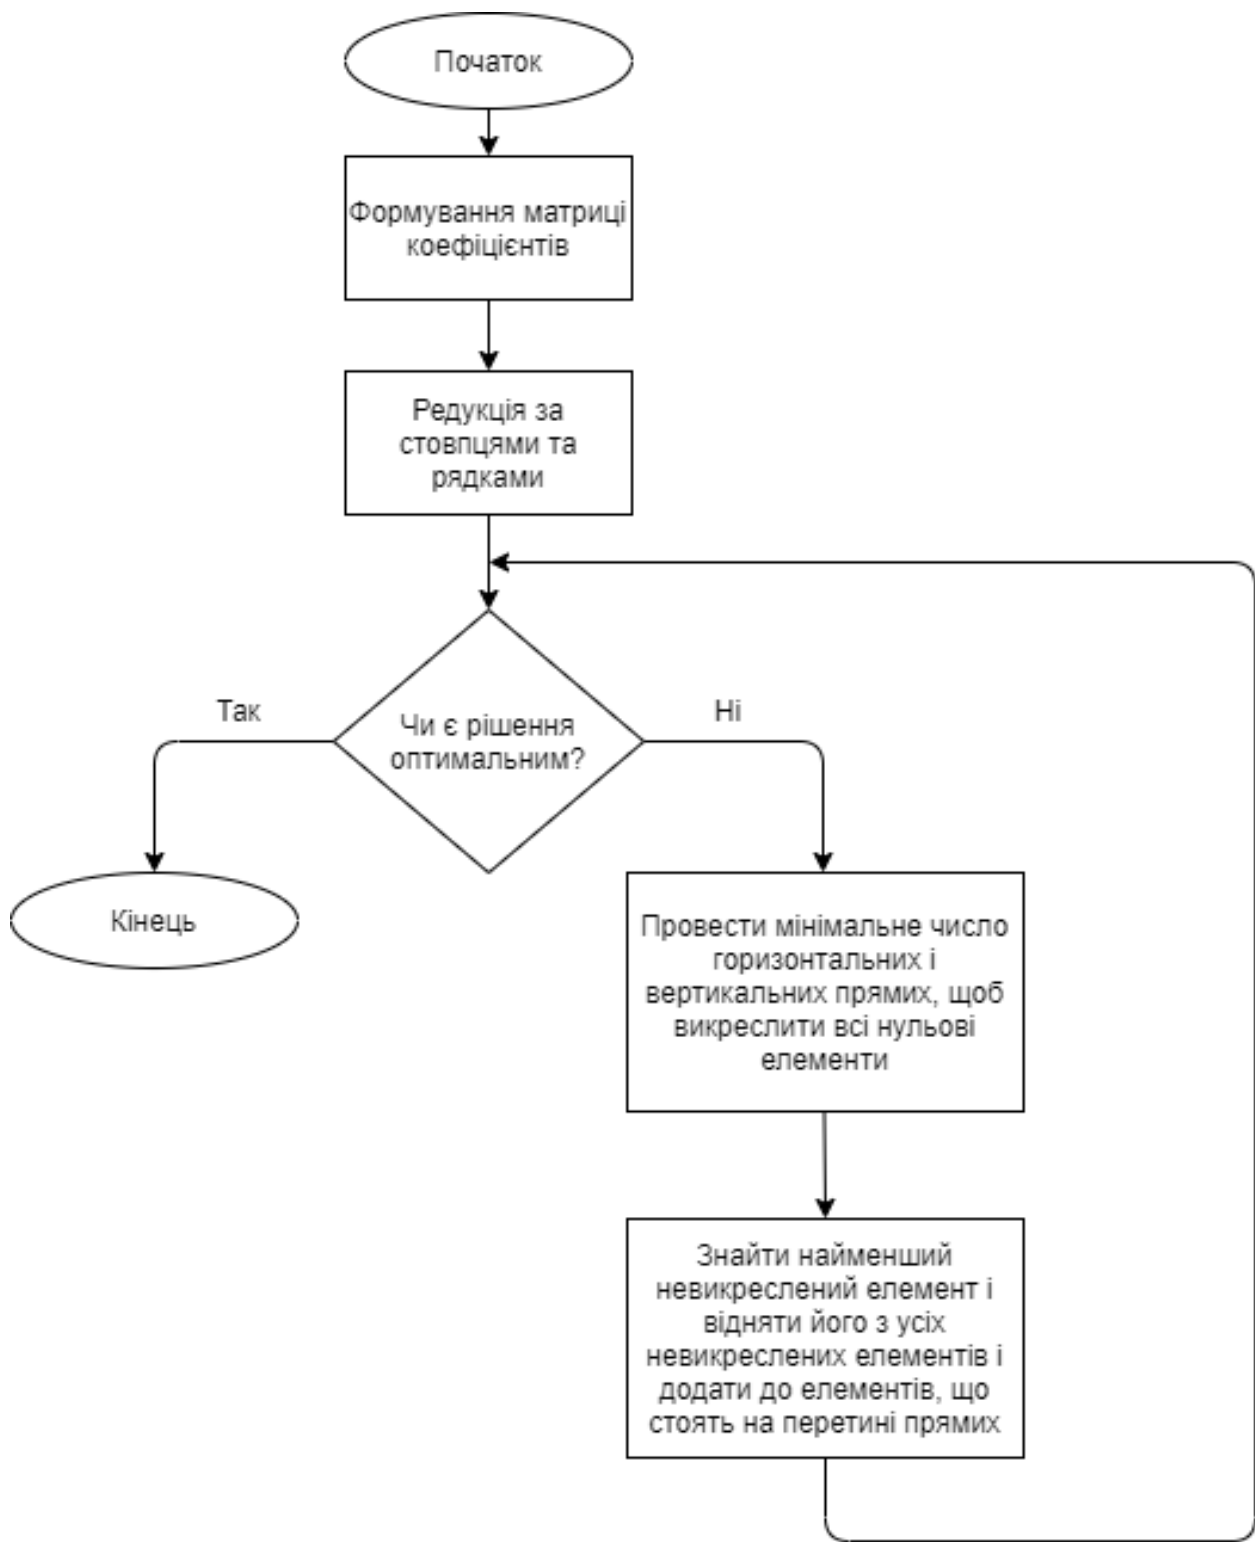 Початок
Формування матриці
коефіцієнтів
Редукція за
стовпцями та
рядками
Чи є рішення
оптимальним?
Так
Ні
Кінець
Провести мінімальне число
горизонтальних і
вертикальних прямих, щоб
викреслити всі нульові
елементи
Знайти найменший
невикреслений елемент і
відняти його з усіх
невикреслених елементів і
додати до елементів, що
стоять на перетині прямих